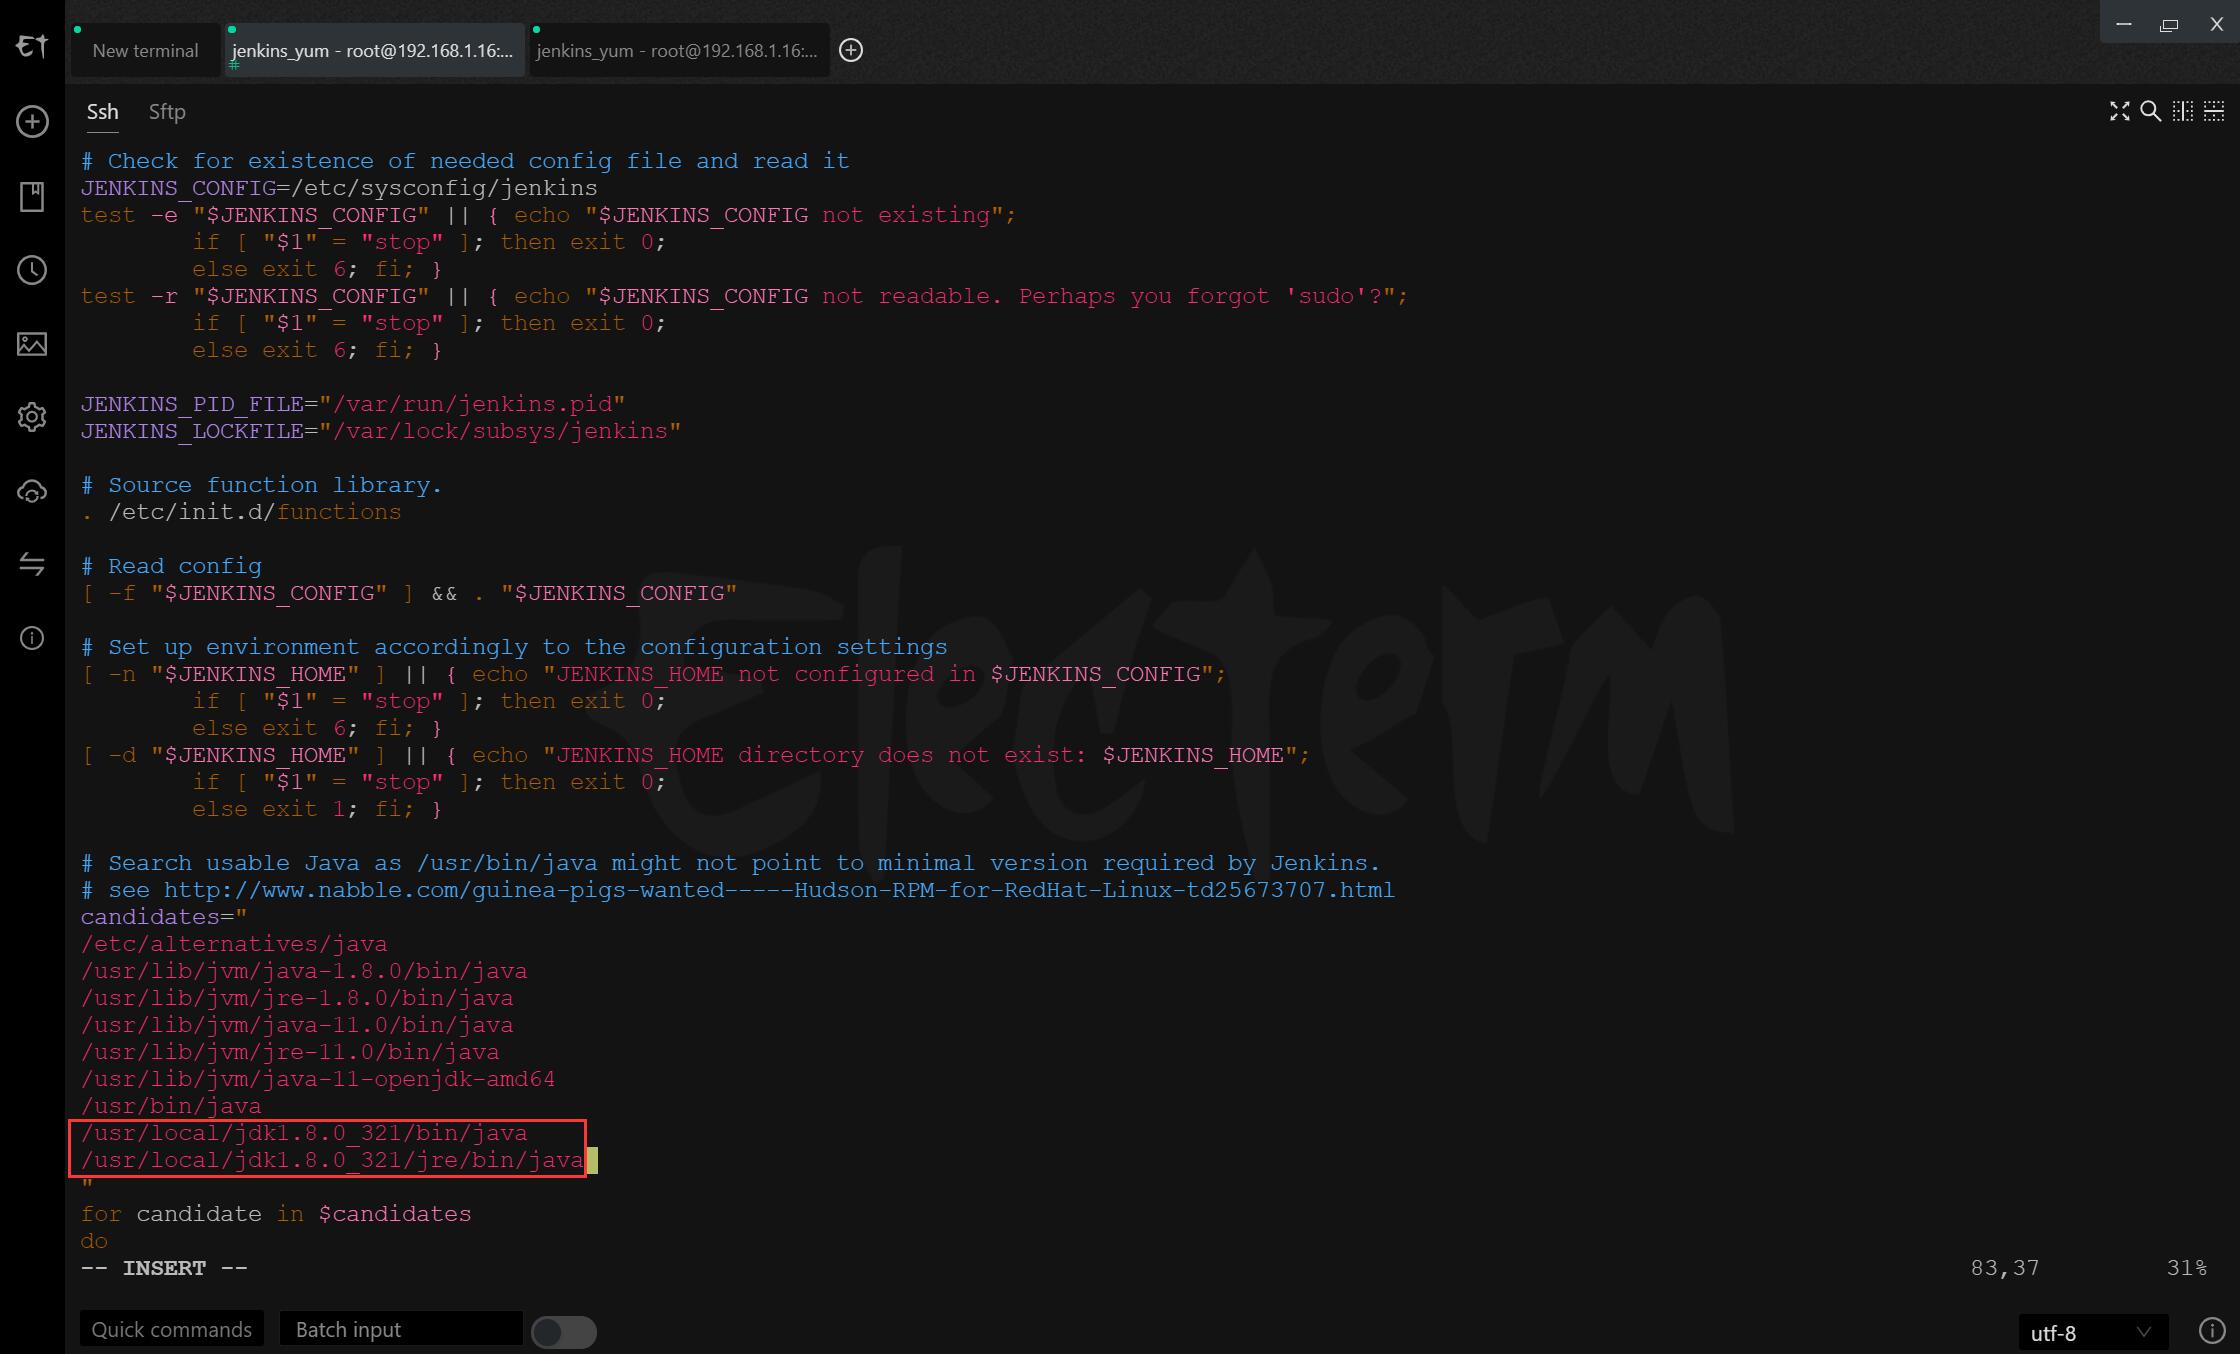 New terminal
jenkins_yum - root@192.168.1.16:...
#
jenkins_yum - root@192.168.1.16:...
Ssh
Sftp
# Check for existence of needed config file and read it
JENKINS_CONFIG=/etc/sysconfig/jenkins
test -e "$JENKINS_CONFIG" || { echo "$JENKINS_CONFIG not existing";
        if [ "$1" = "stop" ]; then exit 0;
        else exit 6; fi; }
test -r "$JENKINS_CONFIG" || { echo "$JENKINS_CONFIG not readable. Perhaps you forgot 'sudo'?";
        if [ "$1" = "stop" ]; then exit 0;
        else exit 6; fi; }
JENKINS_PID_FILE="/var/run/jenkins.pid"
JENKINS_LOCKFILE="/var/lock/subsys/jenkins"
# Source function library.
. /etc/init.d/functions
# Read config
[ -f "$JENKINS_CONFIG" ] && . "$JENKINS_CONFIG"
# Set up environment accordingly to the configuration settings
[ -n "$JENKINS_HOME" ] || { echo "JENKINS_HOME not configured in $JENKINS_CONFIG";
        if [ "$1" = "stop" ]; then exit 0;
        else exit 6; fi; }
[ -d "$JENKINS_HOME" ] || { echo "JENKINS_HOME directory does not exist: $JENKINS_HOME";
        if [ "$1" = "stop" ]; then exit 0;
        else exit 1; fi; }
# Search usable Java as /usr/bin/java might not point to minimal version required by Jenkins.
# see http://www.nabble.com/guinea-pigs-wanted-----Hudson-RPM-for-RedHat-Linux-td25673707.html
candidates="
/etc/alternatives/java
/usr/lib/jvm/java-1.8.0/bin/java
/usr/lib/jvm/jre-1.8.0/bin/java
/usr/lib/jvm/java-11.0/bin/java
/usr/lib/jvm/jre-11.0/bin/java
/usr/lib/jvm/java-11-openjdk-amd64
/usr/bin/java
/usr/local/jdk1.8.0_321/bin/java
/usr/local/jdk1.8.0_321/jre/bin/java
"
for candidate in $candidates
do
-- INSERT --
83,37
31%
Electerm
Quick commands
Batch input
utf-8